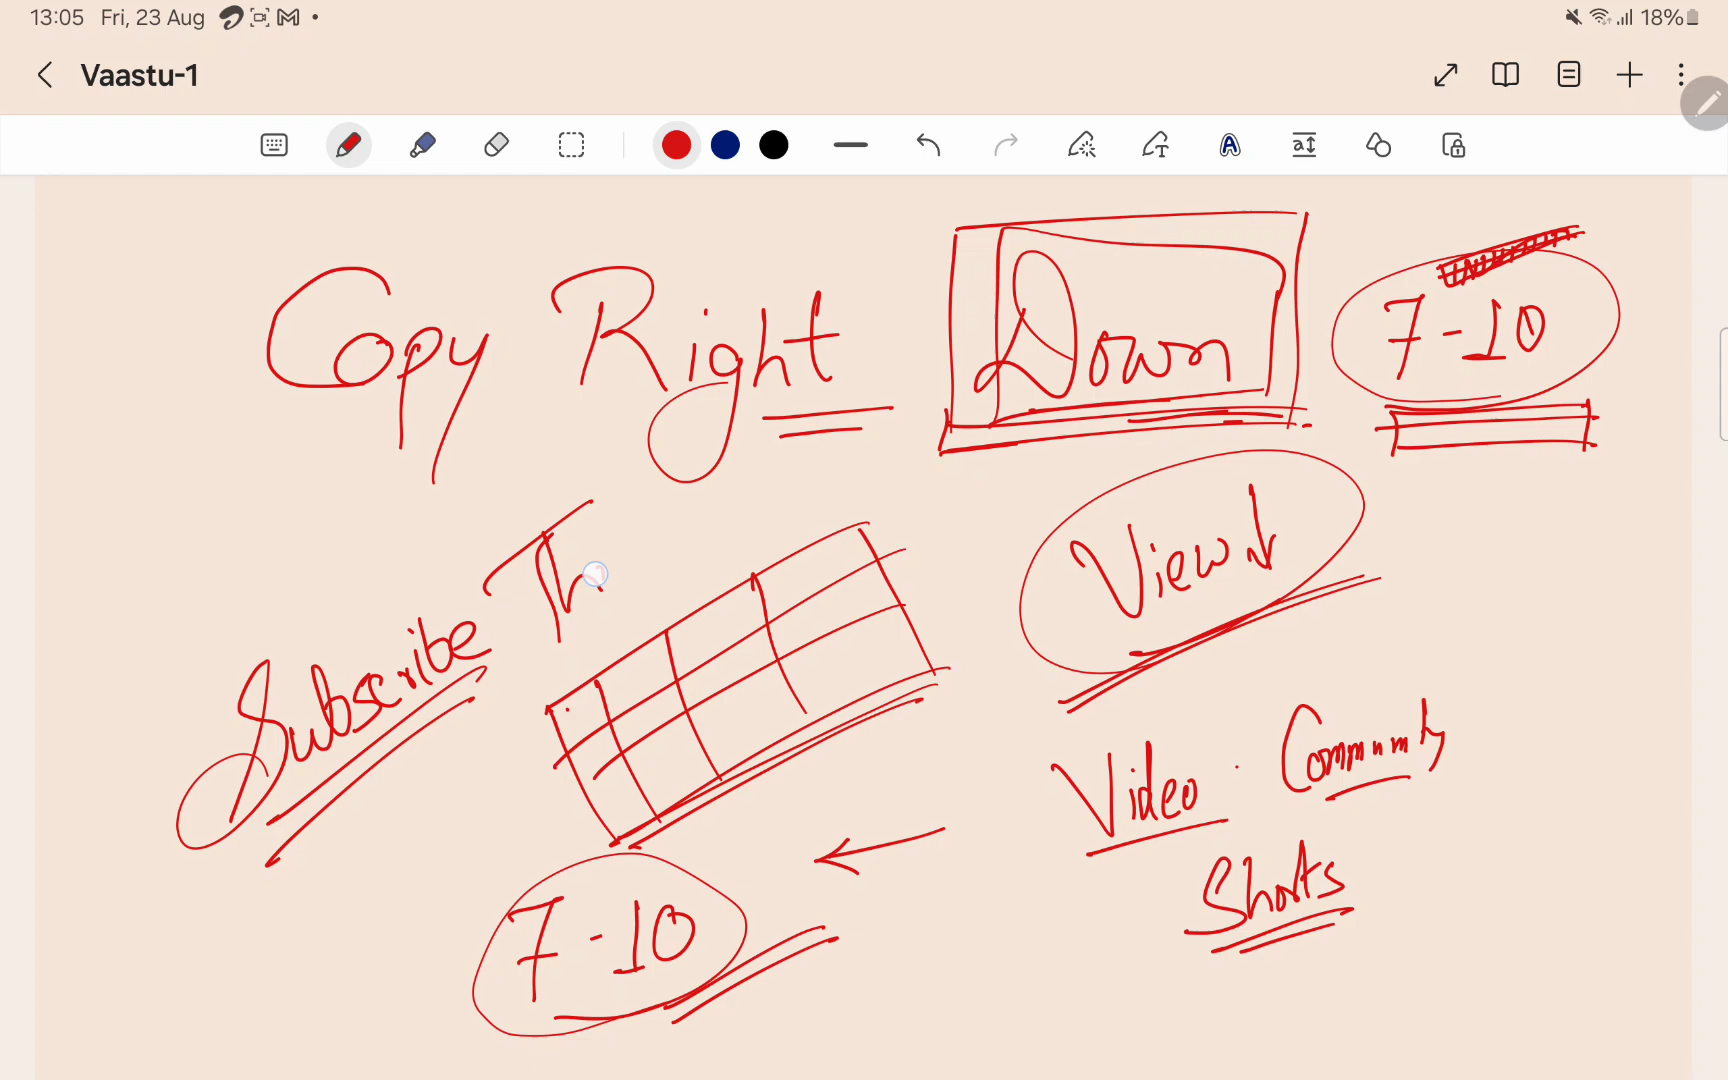 13:05 Fri, 23 Aug
18%
Vaastu-1
Copy Right Down 7-10
View
Subscribe Th
Video . Community
Shorts
7-10